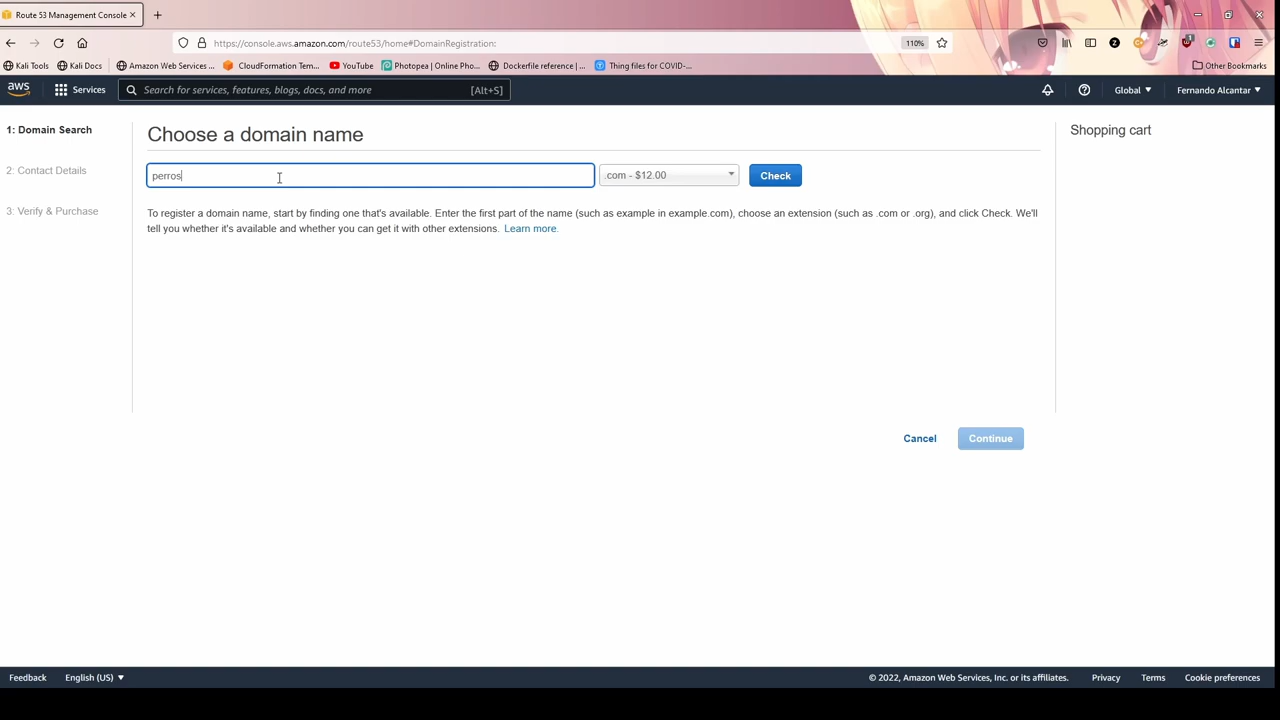 Route 53 Management Console
https://console.aws.amazon.com/route53/home#DomainRegistration:
110%
Kali Tools
Kali Docs
Amazon Web Services ...
CloudFormation Tem...
YouTube
Photopea | Online Pho...
Dockerfile reference | ...
Thing files for COVID-...
Other Bookmarks
aws
Services
Search for services, features, blogs, docs, and more
[Alt+S]
Global
Fernando Alcantar
1: Domain Search
2: Contact Details
3: Verify & Purchase
Choose a domain name
perros
.com - $12.00
Check
To register a domain name, start by finding one that's available. Enter the first part of the name (such as example in example.com), choose an extension (such as .com or .org), and click Check. We'll
tell you whether it's available and whether you can get it with other extensions. Learn more.
Cancel
Continue
Shopping cart
Feedback
English (US)
© 2022, Amazon Web Services, Inc. or its affiliates.
Privacy
Terms
Cookie preferences